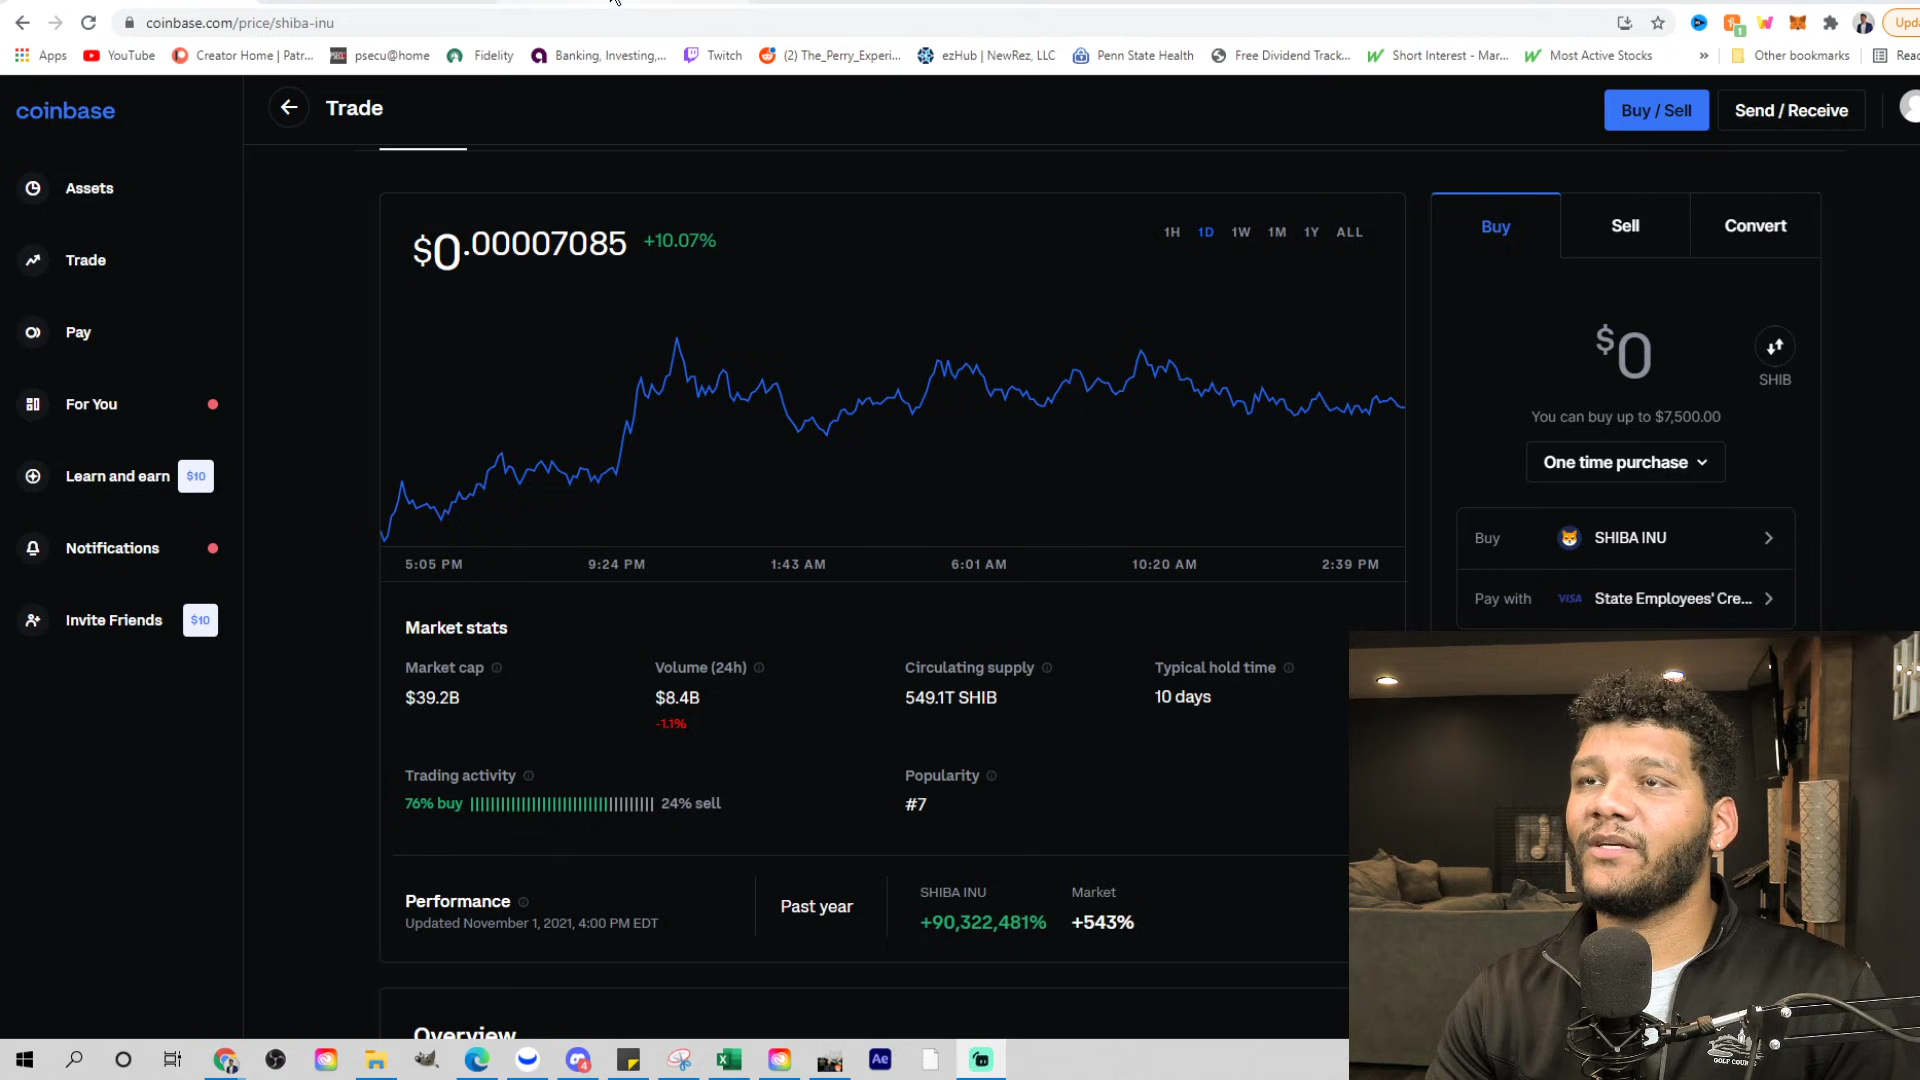 coinbase.com/price/shiba-inu
Apps
YouTube
Creator Home | Patr...
psecu@home
Fidelity
Banking, Investing,...
Twitch
(2) The_Perry_Experi...
ezHub | NewRez, LLC
Penn State Health
Free Dividend Track...
Short Interest - Mar...
Most Active Stocks
»
Other bookmarks
coinbase
Trade
Buy / Sell
Send / Receive
Assets
Trade
Pay
For You
Learn and earn $10
Notifications
Invite Friends $10
$0.00007085 +10.07%
1H 1D 1W 1M 1Y ALL
5:05 PM 9:24 PM 1:43 AM 6:01 AM 10:20 AM 2:39 PM
Market stats
Market cap
$39.2B
Volume (24h)
$8.4B
-1.1%
Circulating supply
549.1T SHIB
Typical hold time
10 days
Trading activity
76% buy 24% sell
Popularity
#7
Performance
Updated November 1, 2021, 4:00 PM EDT
Past year
SHIBA INU
+90,322,481%
Market
+543%
Overview
Buy Sell Convert
$0
SHIB
You can buy up to $7,500.00
One time purchase
Buy SHIBA INU
Pay with VISA State Employees' Cre...
Ae
4